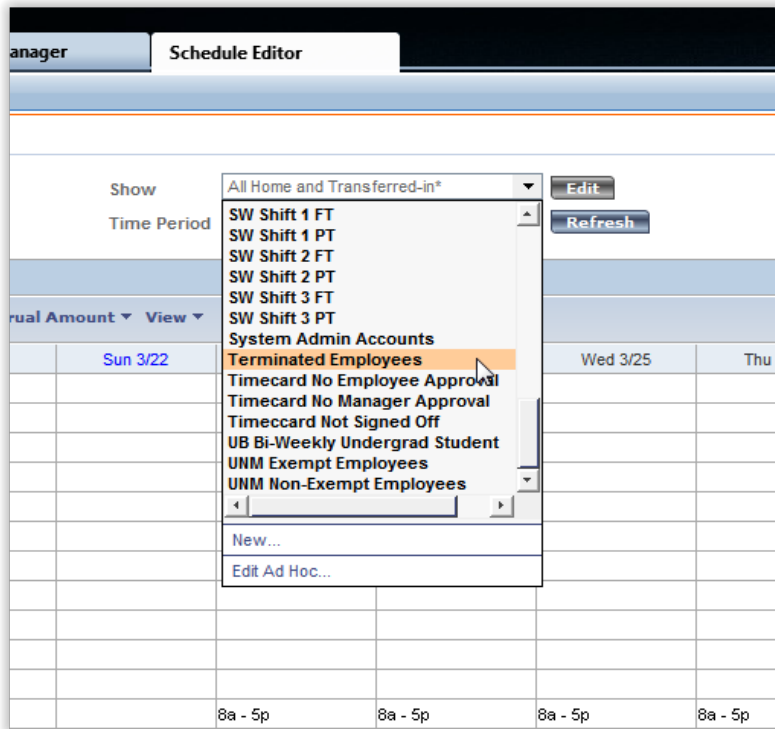 anager
Schedule Editor
Show
All Home and Transferred-in*
Edit
Time Period
Refresh
SW Shift 1 FT
SW Shift 1 PT
SW Shift 2 FT
SW Shift 2 PT
SW Shift 3 FT
SW Shift 3 PT
System Admin Accounts
Terminated Employees
Timecard No Employee Approval
Timecard No Manager Approval
Timeccard Not Signed Off
UB Bi-Weekly Undergrad Student
UNM Exempt Employees
UNM Non-Exempt Employees
New...
Edit Ad Hoc...
rual Amount View
Sun 3/22 Wed 3/25 Thu
8a - 5p 8a - 5p 8a - 5p 8a - 5p